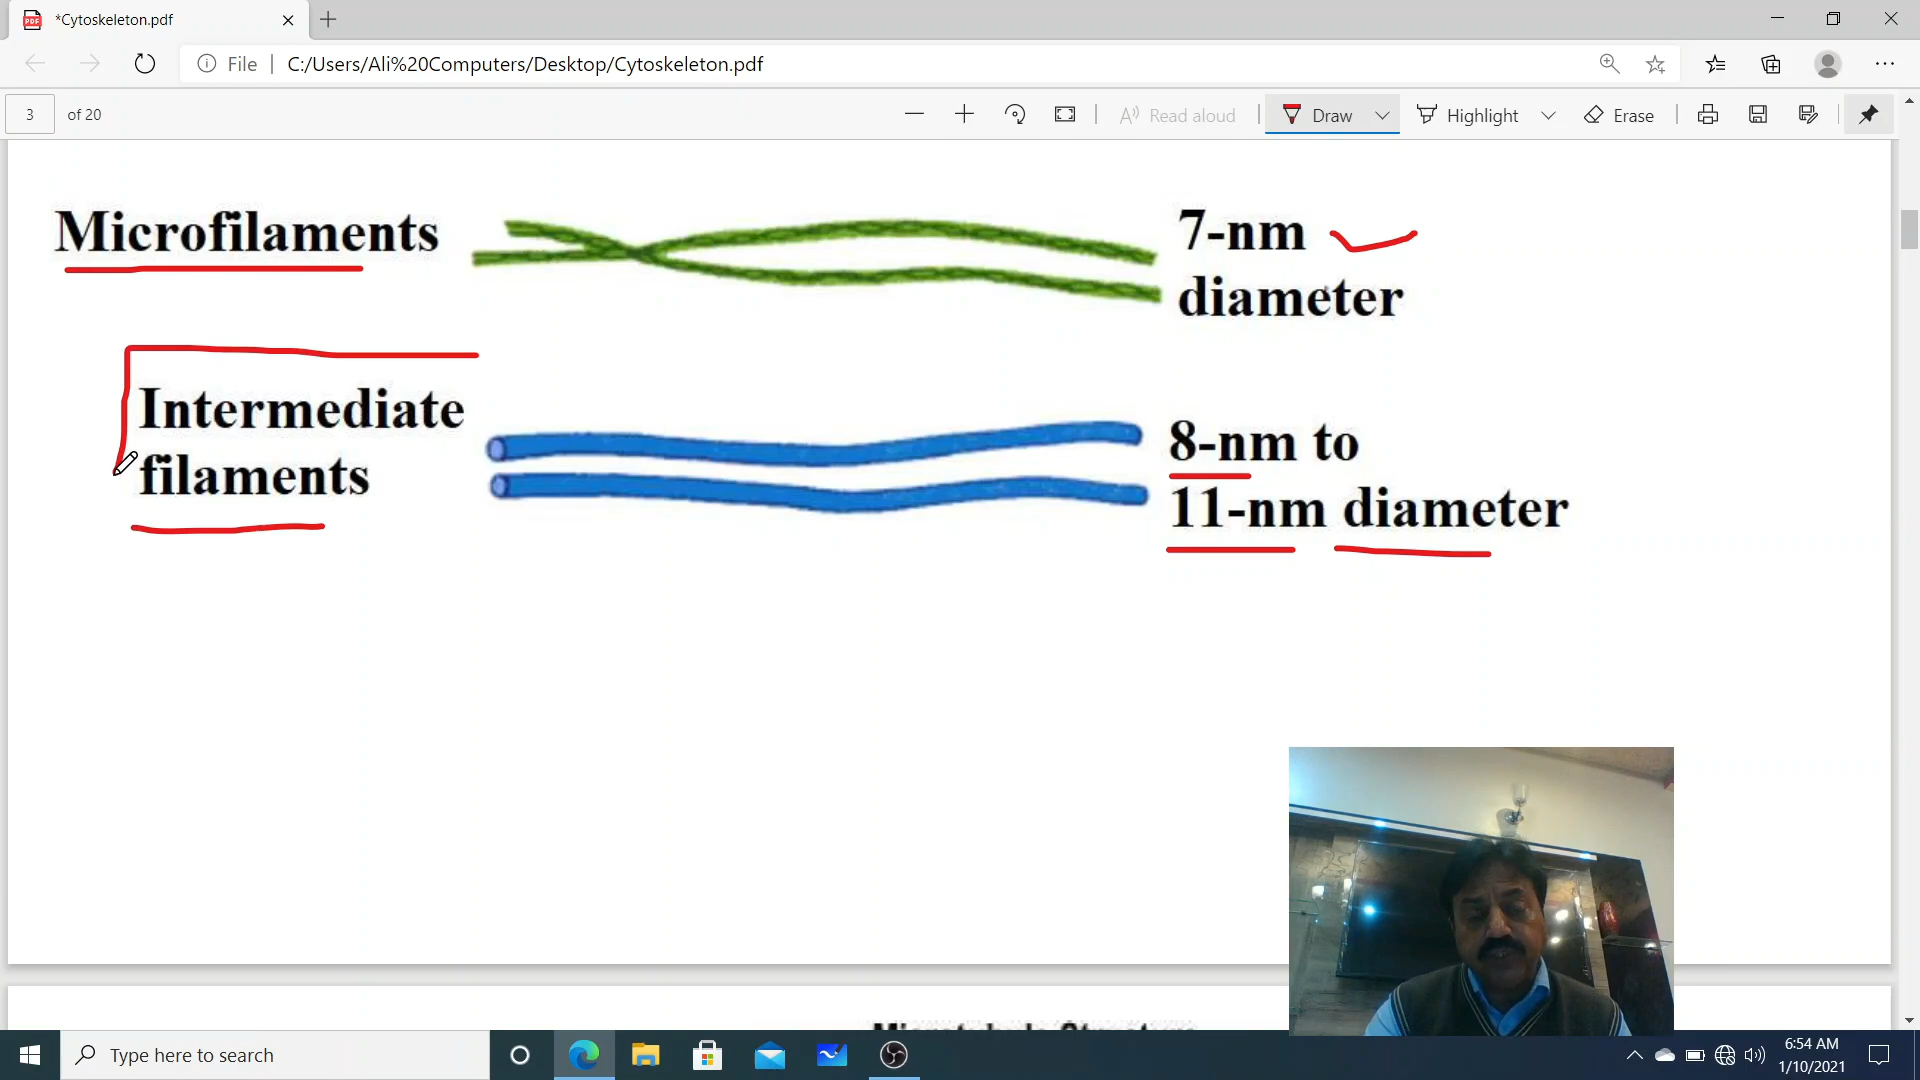 *Cytoskeleton.pdf
File | C:/Users/Ali%20Computers/Desktop/Cytoskeleton.pdf
3 of 20
Read aloud
Draw
Highlight
Erase
Microfilaments
7-nm
diameter
Intermediate
filaments
8-nm to
11-nm diameter
Type here to search
6:54 AM
1/10/2021